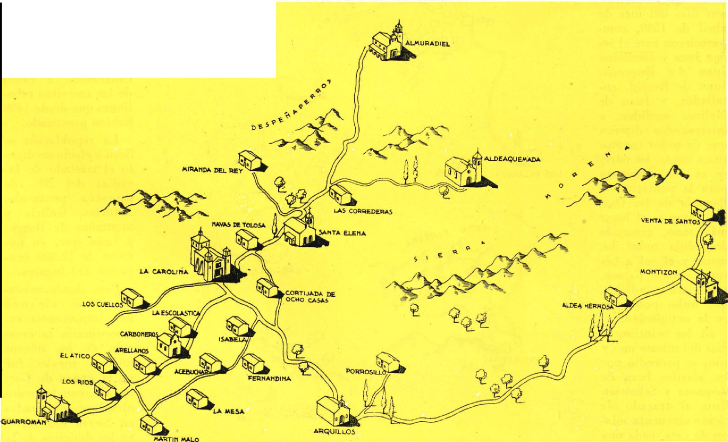 ALMURADIEL
DESPEÑAPERROS
MIRANDA DEL REY
ALDEAQUEMADA
MORENA
LAS CORREDERAS
VENTA DE SANTOS
NAVAS DE TOLOSA
SANTA ELENA
SIERRA
LA CAROLINA
MONTIZON
CORTIJADA DE
OCHO CASAS
LOS CUELLOS
ALDEA HERMOSA
LA ESCOLASTICA
CARBONEROS
ISABELA
ARELLANOS
EL ATICO
ACEBUCHAR
FERNANDINA
PORROSILLO
LOS RIOS
LA MESA
GUARROMAN
ARQUILLOS
MARTIN MALO